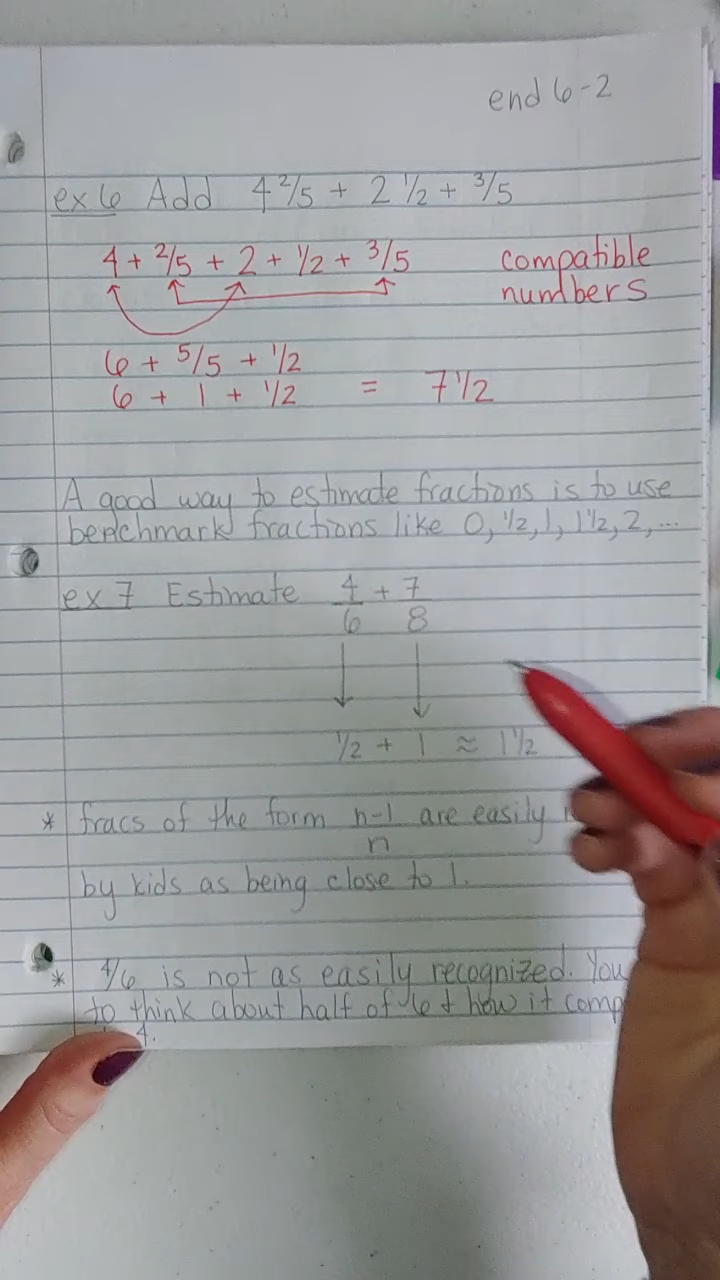 end 6-2
ex 6 Add 4 2/5 + 2 1/2 + 3/5
4 + 2/5 + 2 + 1/2 + 3/5 compatible
numbers
6 + 5/5 + 1/2
6 + 1 + 1/2 = 7 1/2
A good way to estimate fractions is to use
benchmark fractions like 0, 1/2, 1, 1 1/2, 2, ...
ex 7 Estimate 4/6 + 7/8
1/2 + 1 ≈ 1 1/2
* fracs of the form n-1/n are easily
by kids as being close to 1.
* 4/6 is not as easily recognized. You
to think about half of 6 + how it comp
4.